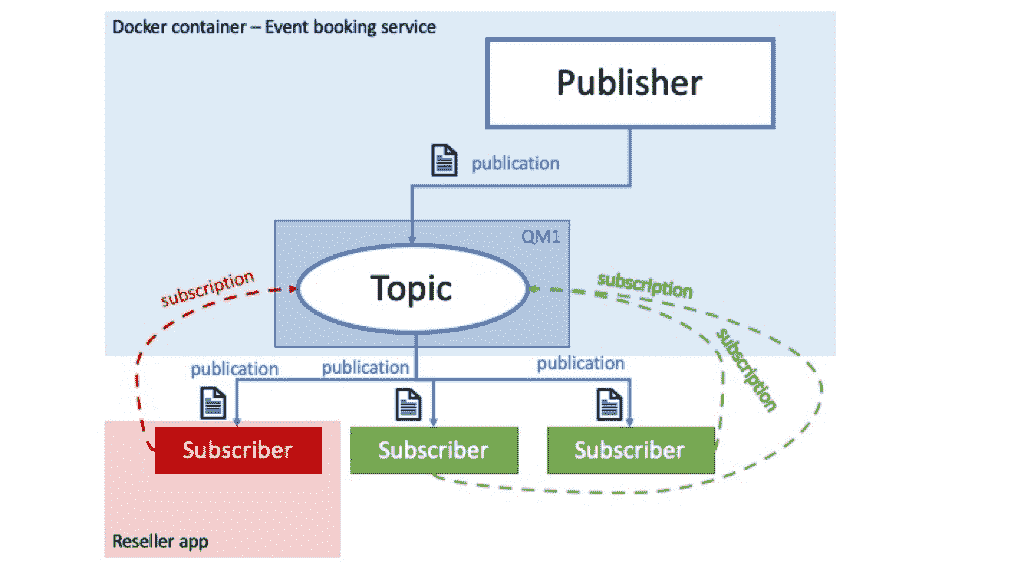 Docker container – Event booking service
Publisher
publication
QM1
Topic
subscription
subscription
subscription
publication
publication
publication
Subscriber
Subscriber
Subscriber
Reseller app